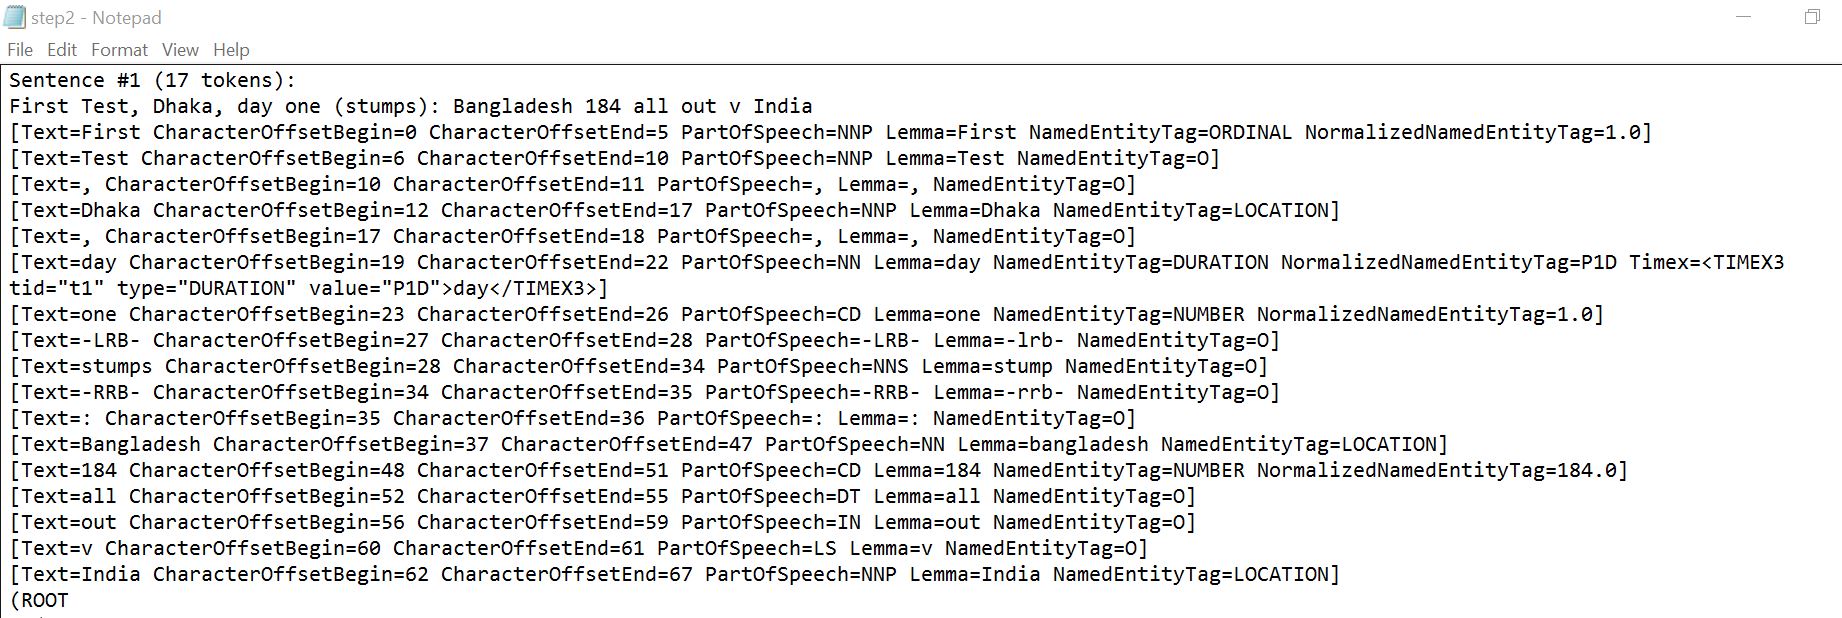 step2 - Notepad
File Edit Format View Help
Sentence #1 (17 tokens):
First Test, Dhaka, day one (stumps): Bangladesh 184 all out v India
[Text=First CharacterOffsetBegin=0 CharacterOffsetEnd=5 PartOfSpeech=NNP Lemma=First NamedEntityTag=ORDINAL NormalizedNamedEntityTag=1.0]
[Text=Test CharacterOffsetBegin=6 CharacterOffsetEnd=10 PartOfSpeech=NNP Lemma=Test NamedEntityTag=O]
[Text=, CharacterOffsetBegin=10 CharacterOffsetEnd=11 PartOfSpeech=, Lemma=, NamedEntityTag=O]
[Text=Dhaka CharacterOffsetBegin=12 CharacterOffsetEnd=17 PartOfSpeech=NNP Lemma=Dhaka NamedEntityTag=LOCATION]
[Text=, CharacterOffsetBegin=17 CharacterOffsetEnd=18 PartOfSpeech=, Lemma=, NamedEntityTag=O]
[Text=day CharacterOffsetBegin=19 CharacterOffsetEnd=22 PartOfSpeech=NN Lemma=day NamedEntityTag=DURATION NormalizedNamedEntityTag=P1D Timex=<TIMEX3
tid="t1" type="DURATION" value="P1D">day</TIMEX3>]
[Text=one CharacterOffsetBegin=23 CharacterOffsetEnd=26 PartOfSpeech=CD Lemma=one NamedEntityTag=NUMBER NormalizedNamedEntityTag=1.0]
[Text=-LRB- CharacterOffsetBegin=27 CharacterOffsetEnd=28 PartOfSpeech=-LRB- Lemma=-lrb- NamedEntityTag=O]
[Text=stumps CharacterOffsetBegin=28 CharacterOffsetEnd=34 PartOfSpeech=NNS Lemma=stump NamedEntityTag=O]
[Text=-RRB- CharacterOffsetBegin=34 CharacterOffsetEnd=35 PartOfSpeech=-RRB- Lemma=-rrb- NamedEntityTag=O]
[Text=: CharacterOffsetBegin=35 CharacterOffsetEnd=36 PartOfSpeech=: Lemma=: NamedEntityTag=O]
[Text=Bangladesh CharacterOffsetBegin=37 CharacterOffsetEnd=47 PartOfSpeech=NN Lemma=bangladesh NamedEntityTag=LOCATION]
[Text=184 CharacterOffsetBegin=48 CharacterOffsetEnd=51 PartOfSpeech=CD Lemma=184 NamedEntityTag=NUMBER NormalizedNamedEntityTag=184.0]
[Text=all CharacterOffsetBegin=52 CharacterOffsetEnd=55 PartOfSpeech=DT Lemma=all NamedEntityTag=O]
[Text=out CharacterOffsetBegin=56 CharacterOffsetEnd=59 PartOfSpeech=IN Lemma=out NamedEntityTag=O]
[Text=v CharacterOffsetBegin=60 CharacterOffsetEnd=61 PartOfSpeech=LS Lemma=v NamedEntityTag=O]
[Text=India CharacterOffsetBegin=62 CharacterOffsetEnd=67 PartOfSpeech=NNP Lemma=India NamedEntityTag=LOCATION]
(ROOT